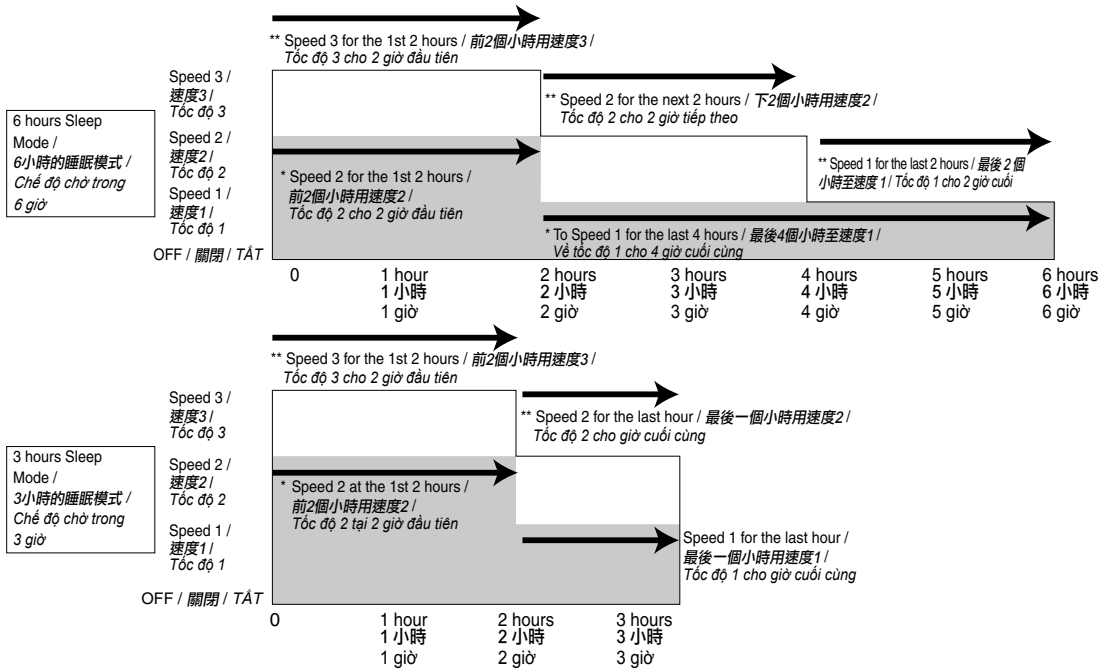 ** Speed 3 for the 1st 2 hours / 前2個小時用速度3 /
Tốc độ 3 cho 2 giờ đầu tiên
Speed 3 /
速度3 /
Tốc độ 3
** Speed 2 for the next 2 hours / 下2個小時用速度2 /
Tốc độ 2 cho 2 giờ tiếp theo
6 hours Sleep
Mode /
6小時的睡眠模式 /
Chế độ chờ trong
6 giờ
Speed 2 /
速度2 /
Tốc độ 2
** Speed 1 for the last 2 hours / 最後 2 個
小時至速度 1 / Tốc độ 1 cho 2 giờ cuối
* Speed 2 for the 1st 2 hours /
前2個小時用速度2 /
Tốc độ 2 cho 2 giờ đầu tiên
Speed 1 /
速度1 /
Tốc độ 1
* To Speed 1 for the last 4 hours / 最後4個小時至速度1 /
Về tốc độ 1 cho 4 giờ cuối cùng
OFF / 關閉 / TẮT
0 1 hour 2 hours 3 hours 4 hours 5 hours 6 hours
1 小時 2 小時 3 小時 4 小時 5 小時 6 小時
1 giờ 2 giờ 3 giờ 4 giờ 5 giờ 6 giờ
** Speed 3 for the 1st 2 hours / 前2個小時用速度3 /
Tốc độ 3 cho 2 giờ đầu tiên
Speed 3 /
速度3 /
Tốc độ 3
** Speed 2 for the last hour / 最後一個小時用速度2 /
Tốc độ 2 cho giờ cuối cùng
3 hours Sleep
Mode /
3小時的睡眠模式 /
Chế độ chờ trong
3 giờ
Speed 2 /
速度2 /
Tốc độ 2
* Speed 2 at the 1st 2 hours /
前2個小時用速度2 /
Tốc độ 2 tại 2 giờ đầu tiên
Speed 1 /
速度1 /
Tốc độ 1
Speed 1 for the last hour /
最後一個小時用速度1 /
Tốc độ 1 cho giờ cuối cùng
OFF / 關閉 / TẮT
0 1 hour 2 hours 3 hours
1 小時 2 小時 3 小時
1 giờ 2 giờ 3 giờ